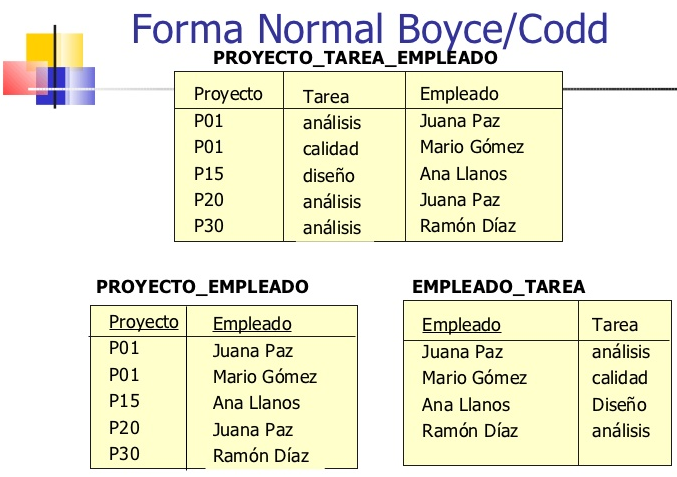 Forma Normal Boyce/Codd
PROYECTO_TAREA_EMPLEADO
Proyecto Tarea Empleado
P01 análisis Juana Paz
P01 calidad Mario Gómez
P15 diseño Ana Llanos
P20 análisis Juana Paz
P30 análisis Ramón Díaz
PROYECTO_EMPLEADO
Proyecto Empleado
P01 Juana Paz
P01 Mario Gómez
P15 Ana Llanos
P20 Juana Paz
P30 Ramón Díaz
EMPLEADO_TAREA
Empleado Tarea
Juana Paz análisis
Mario Gómez calidad
Ana Llanos Diseño
Ramón Díaz análisis